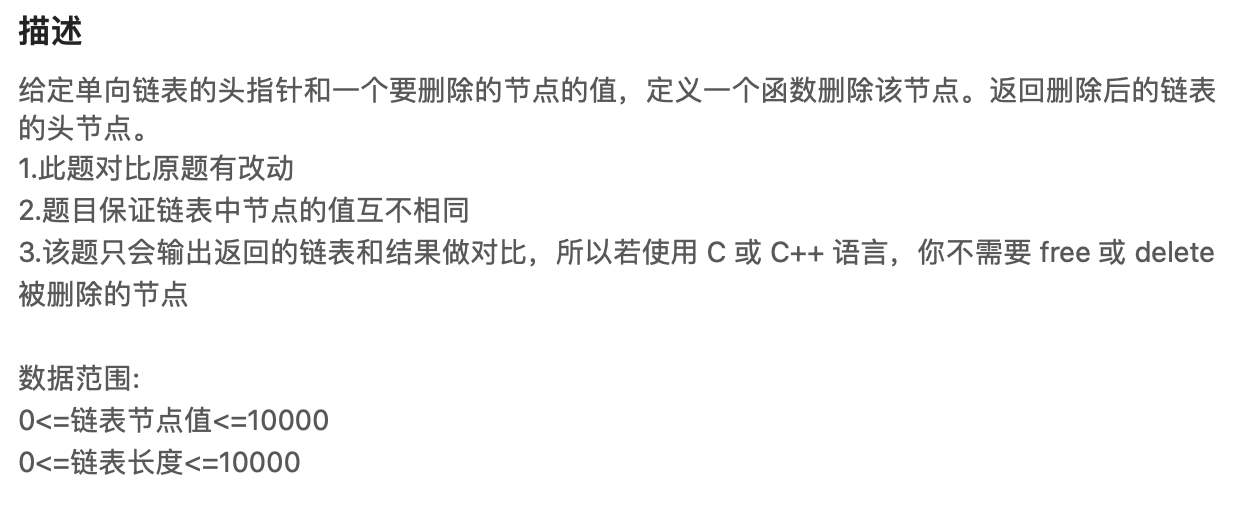 描述
给定单向链表的头指针和一个要删除的节点的值，定义一个函数删除该节点。返回删除后的链表
的头节点。
1.此题对比原题有改动
2.题目保证链表中节点的值互不相同
3.该题只会输出返回的链表和结果做对比，所以若使用 C 或 C++ 语言，你不需要 free 或 delete
被删除的节点
数据范围:
0<=链表节点值<=10000
0<=链表长度<=10000